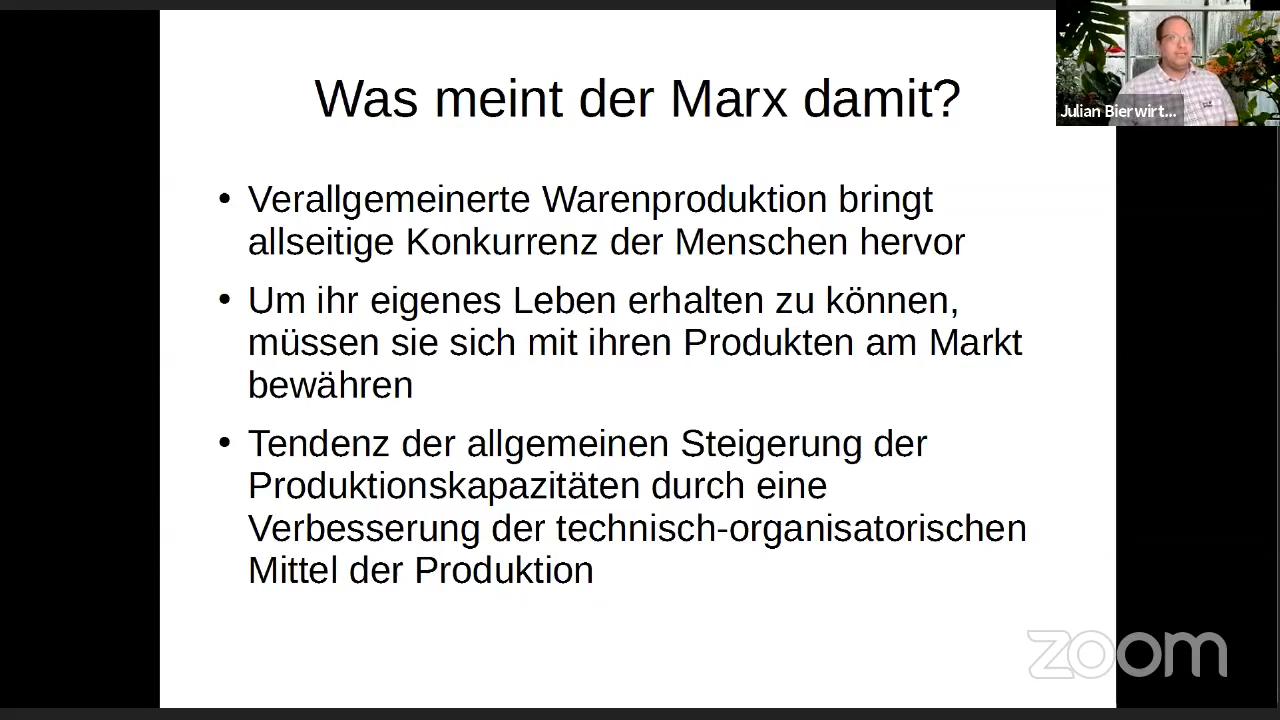 Was meint der Marx damit?
Julian Bierwirt...
• Verallgemeinerte Warenproduktion bringt
allseitige Konkurrenz der Menschen hervor
• Um ihr eigenes Leben erhalten zu können,
müssen sie sich mit ihren Produkten am Markt
bewähren
• Tendenz der allgemeinen Steigerung der
Produktionskapazitäten durch eine
Verbesserung der technisch-organisatorischen
Mittel der Produktion
zoom